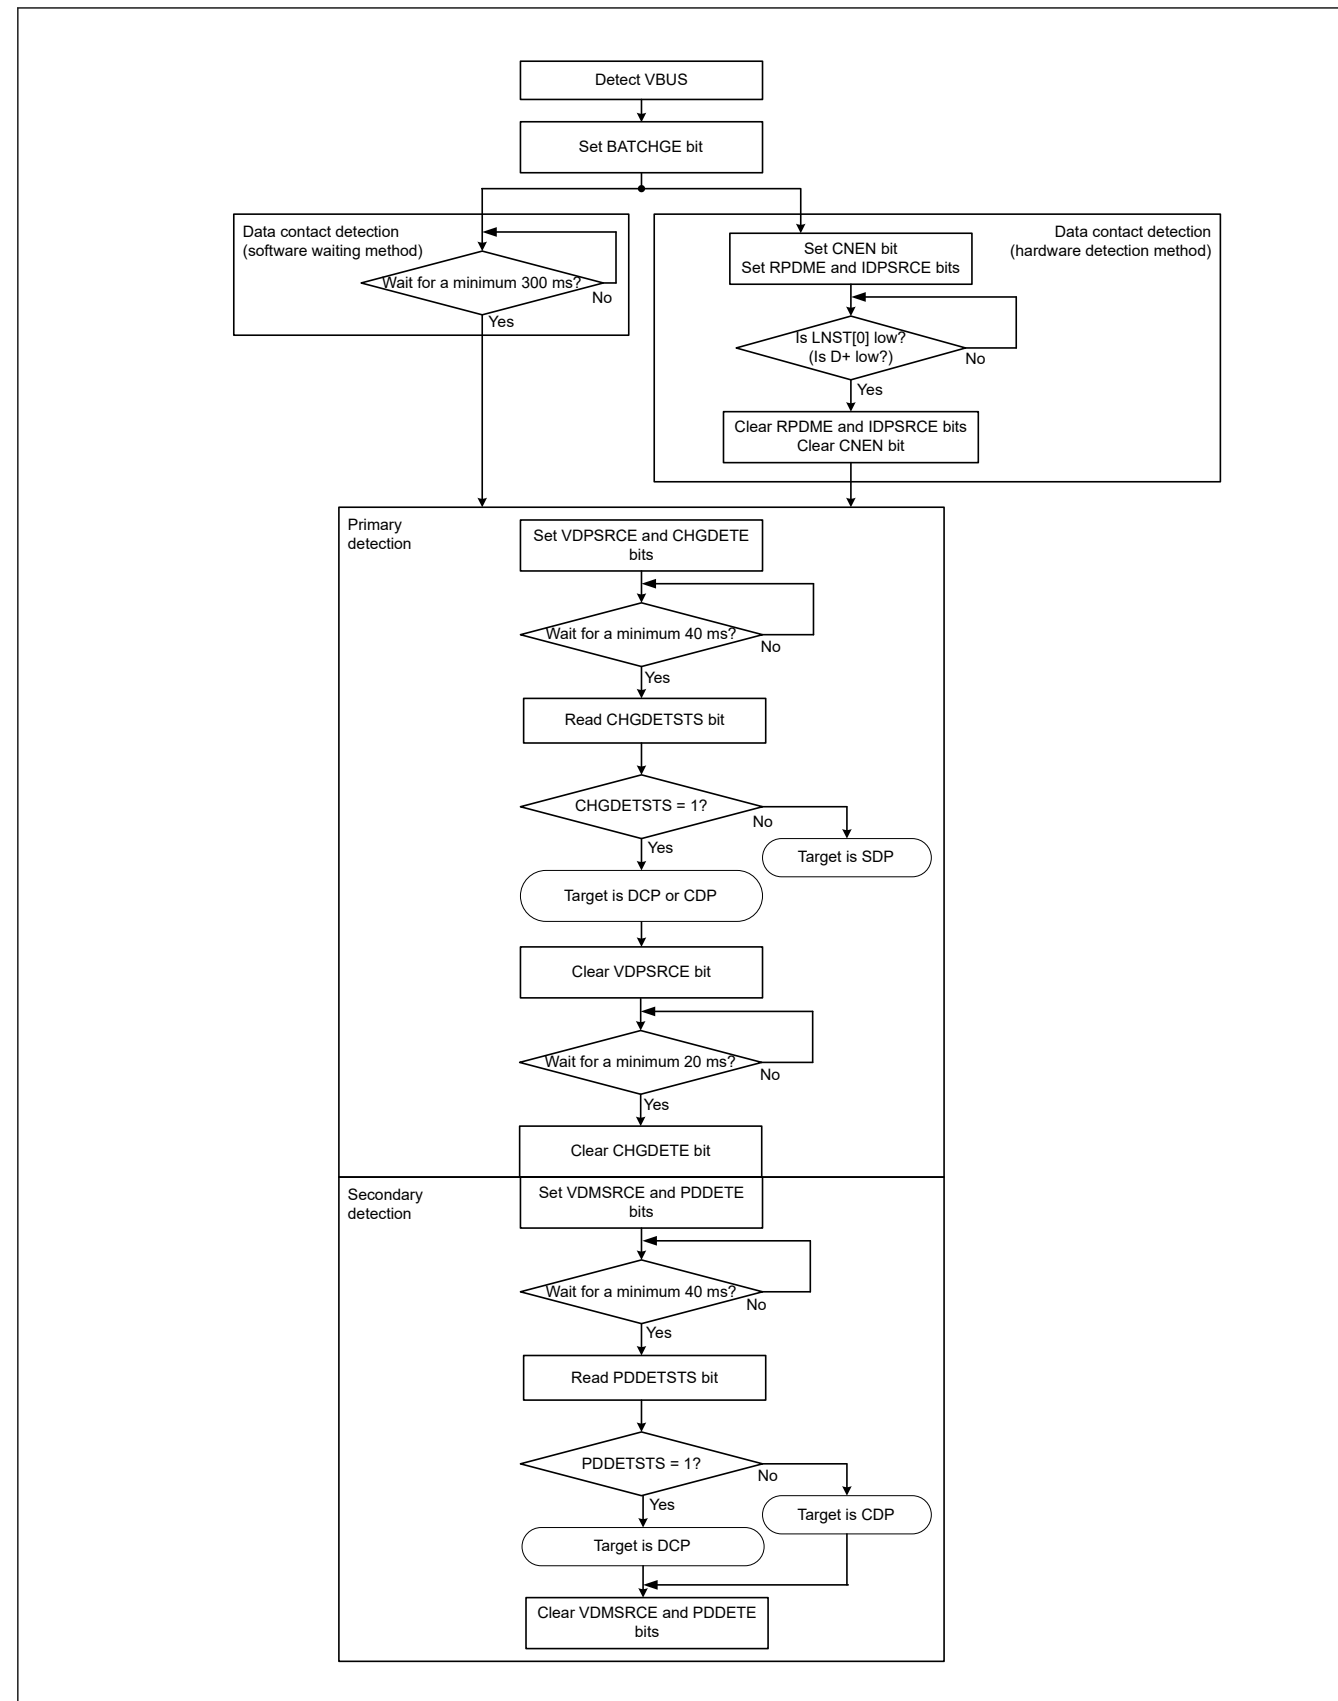 Detect VBUS
Set BATCHGE bit
Data contact detection
(software waiting method)
Wait for a minimum 300 ms?
No
Yes
Data contact detection
(hardware detection method)
Set CNEN bit
Set RPDME and IDPSRCE bits
Is LNST[0] low?
(Is D+ low?)
No
Yes
Clear RPDME and IDPSRCE bits
Clear CNEN bit
Primary
detection
Set VDPSRCE and CHGDETE
bits
Wait for a minimum 40 ms?
No
Yes
Read CHGDETSTS bit
CHGDETSTS = 1?
No
Yes
Target is SDP
Target is DCP or CDP
Clear VDPSRCE bit
Wait for a minimum 20 ms?
No
Yes
Clear CHGDETE bit
Secondary
detection
Set VDMSRCE and PDDETE
bits
Wait for a minimum 40 ms?
No
Yes
Read PDDETSTS bit
PDDETSTS = 1?
No
Yes
Target is CDP
Target is DCP
Clear VDMSRCE and PDDETE
bits